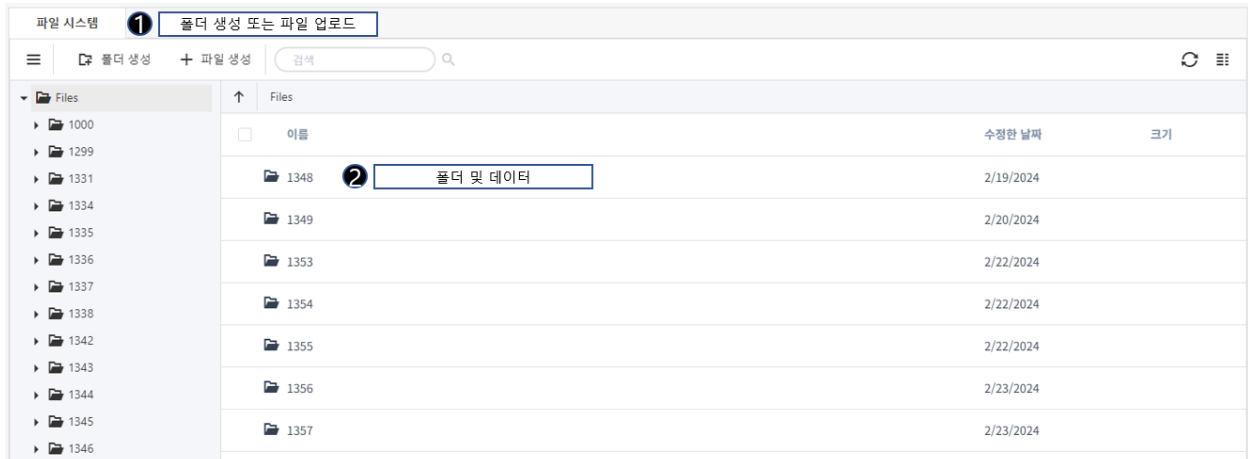 파일 시스템
1 폴더 생성 또는 파일 업로드
폴더 생성
파일 생성
검색
Files
1000
1299
1331
1334
1335
1336
1337
1338
1342
1343
1344
1345
1346
Files
이름 수정한 날짜 크기
1348 2 폴더 및 데이터 2/19/2024
1349 2/20/2024
1353 2/22/2024
1354 2/22/2024
1355 2/22/2024
1356 2/23/2024
1357 2/23/2024